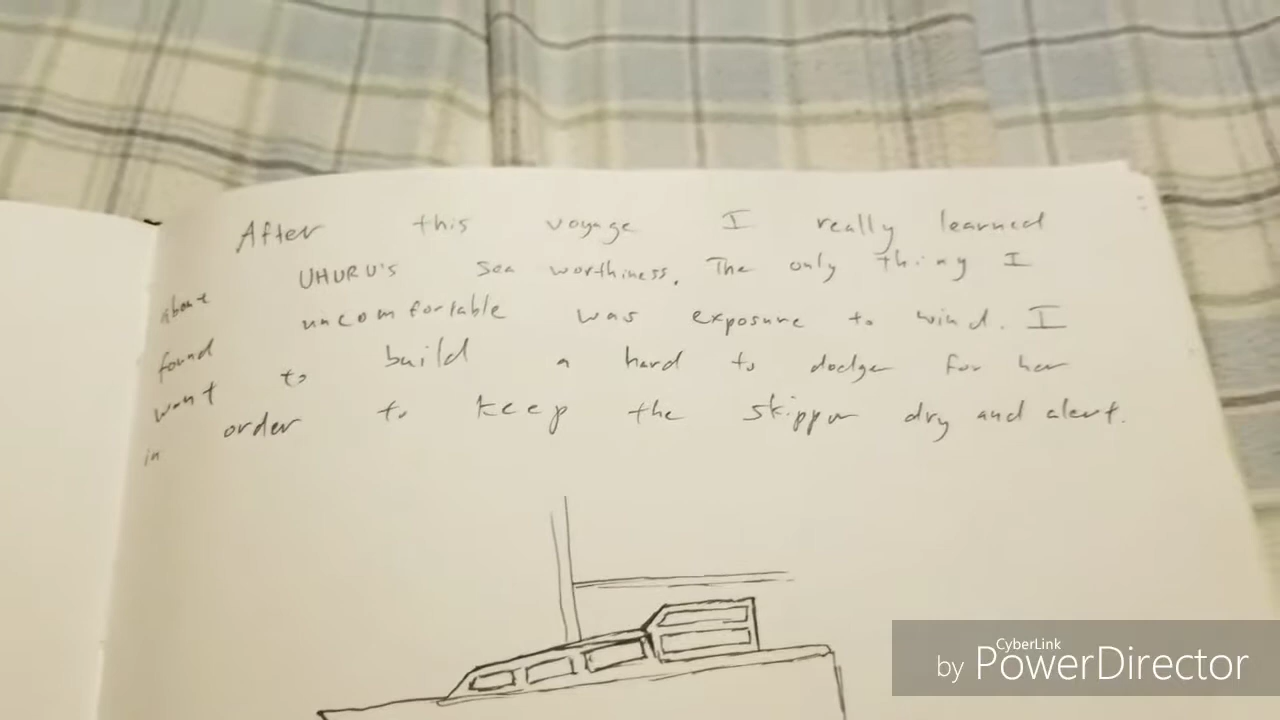 After this voyage I really learned
about UHURU'S sea worthiness. The only thing I
found uncomfortable was exposure to wind. I
want to build a hard to dodger for her
in order to keep the skipper dry and alert.
CyberLink
by PowerDirector